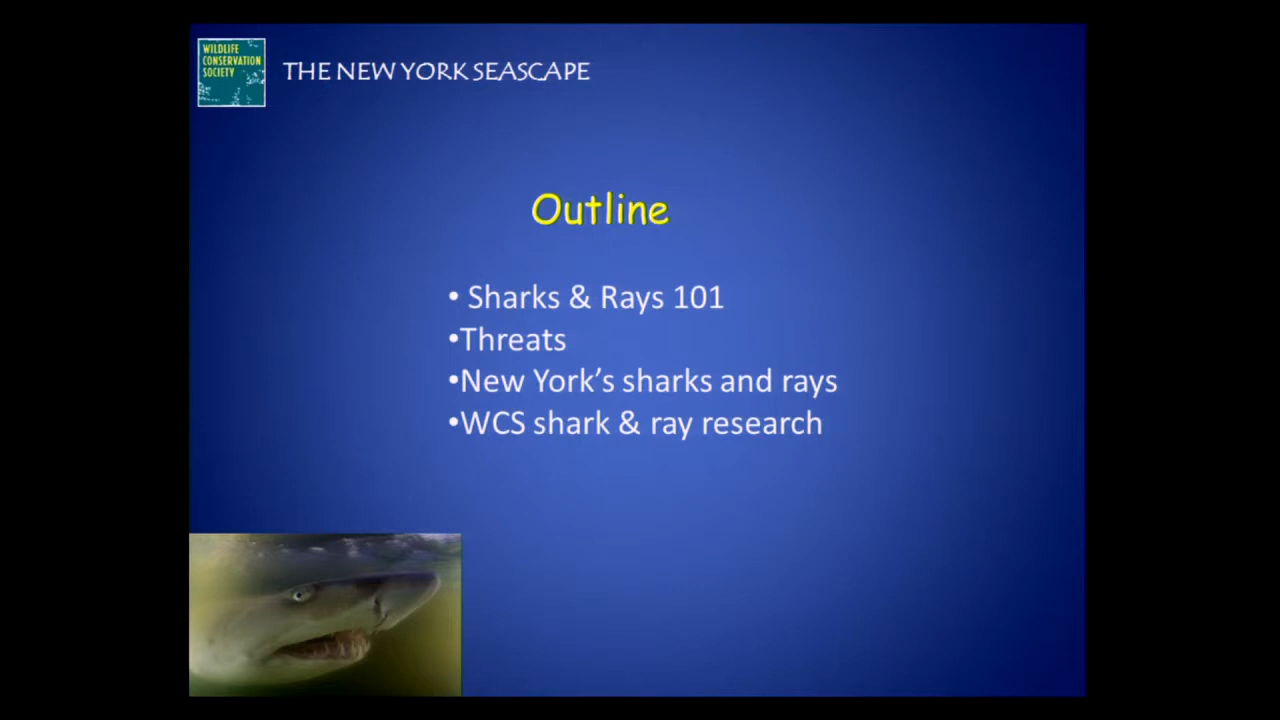 WILDLIFE
CONSERVATION
SOCIETY
THE NEW YORK SEASCAPE
Outline
• Sharks & Rays 101
•Threats
•New York’s sharks and rays
•WCS shark & ray research